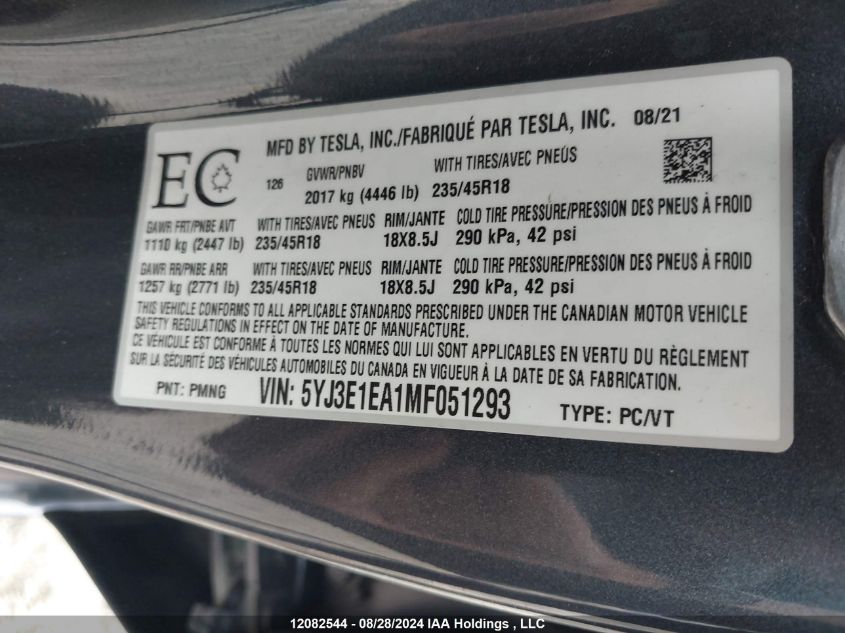 MFD BY TESLA, INC./FABRIQUÉ PAR TESLA, INC. 08/21
EC
126
GVWR/PNBV WITH TIRES/AVEC PNEUS
2017 kg (4446 lb) 235/45R18
GAWR FRT/PNBE AVT WITH TIRES/AVEC PNEUS RIM/JANTE COLD TIRE PRESSURE/PRESSION DES PNEUS À FROID
1110 kg (2447 lb) 235/45R18 18X8.5J 290 kPa, 42 psi
GAWR RR/PNBE ARR WITH TIRES/AVEC PNEUS RIM/JANTE COLD TIRE PRESSURE/PRESSION DES PNEUS À FROID
1257 kg (2771 lb) 235/45R18 18X8.5J 290 kPa, 42 psi
THIS VEHICLE CONFORMS TO ALL APPLICABLE STANDARDS PRESCRIBED UNDER THE CANADIAN MOTOR VEHICLE
SAFETY REGULATIONS IN EFFECT ON THE DATE OF MANUFACTURE.
CE VÉHICULE EST CONFORME À TOUTES LES NORMES QUI LUI SONT APPLICABLES EN VERTU DU RÈGLEMENT
SUR LA SÉCURITÉ DES VÉHICULES AUTOMOBILES DU CANADA EN VIGUEUR À LA DATE DE SA FABRICATION.
PNT: PMNG VIN: 5YJ3E1EA1MF051293 TYPE: PC/VT
12082544 - 08/28/2024 IAA Holdings , LLC